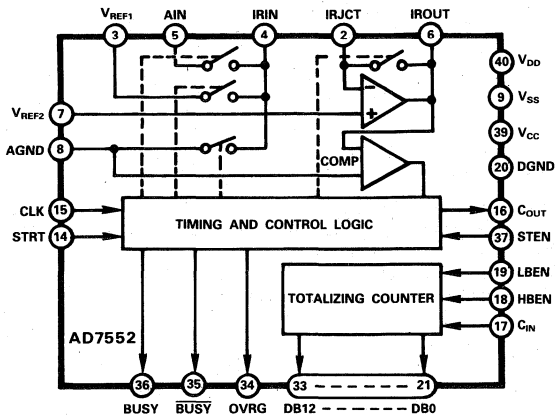 VREF1 AIN IRIN IRJCT IROUT
3 5 4 2 6
40 VDD
9 VSS
VREF2 7
39 VCC
AGND 8
− +
COMP
20 DGND
CLK 15
TIMING AND CONTROL LOGIC
16 COUT
STRT 14
37 STEN
19 LBEN
TOTALIZING COUNTER
18 HBEN
17 CIN
AD7552
36 35 34 33 21
BUSY BUSY OVRG DB12 DB0